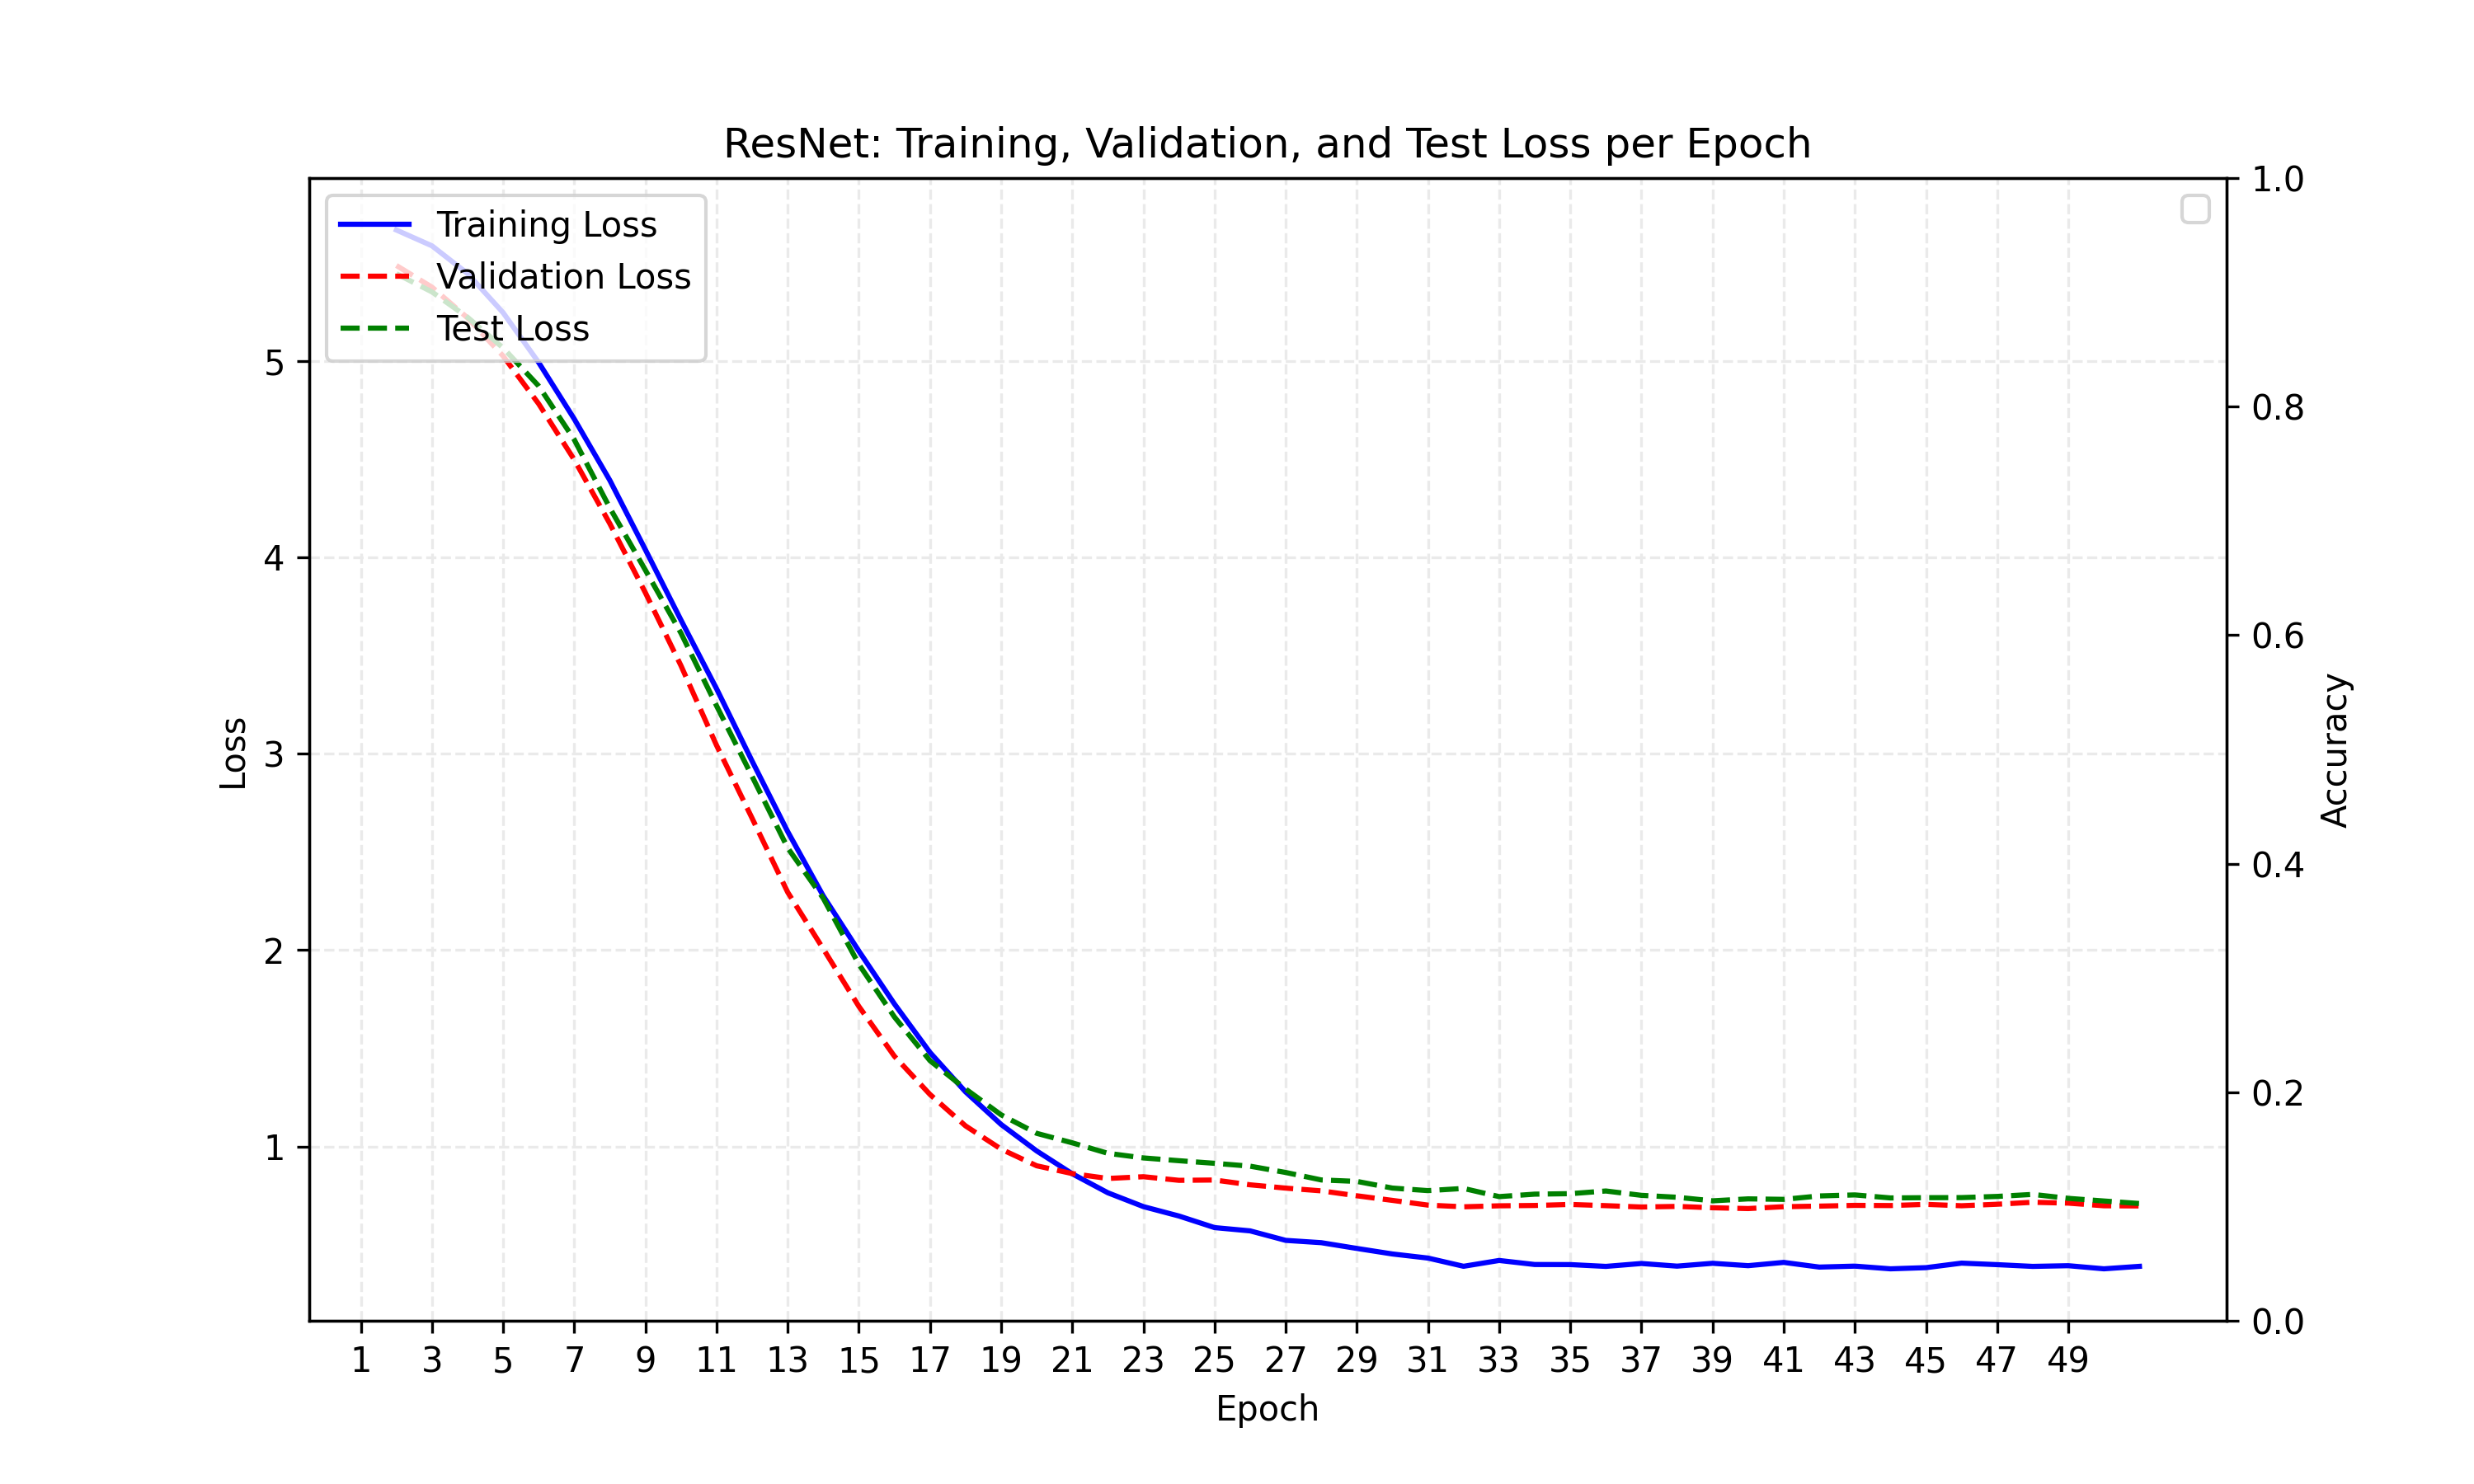 ResNet: Training, Validation, and Test Loss per Epoch
Training Loss
Validation Loss
Test Loss
Loss
5
4
3
2
1
1.0
0.8
0.6
0.4
0.2
0.0
Accuracy
1 3 5 7 9 11 13 15 17 19 21 23 25 27 29 31 33 35 37 39 41 43 45 47 49
Epoch